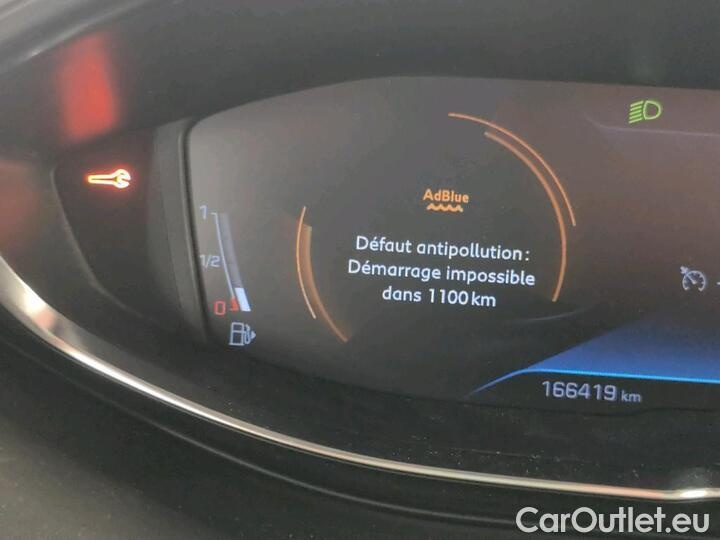 AdBlue
Défaut antipollution :
Démarrage impossible
dans 1100 km
1
1/2
0
166419 km
CarOutlet.eu